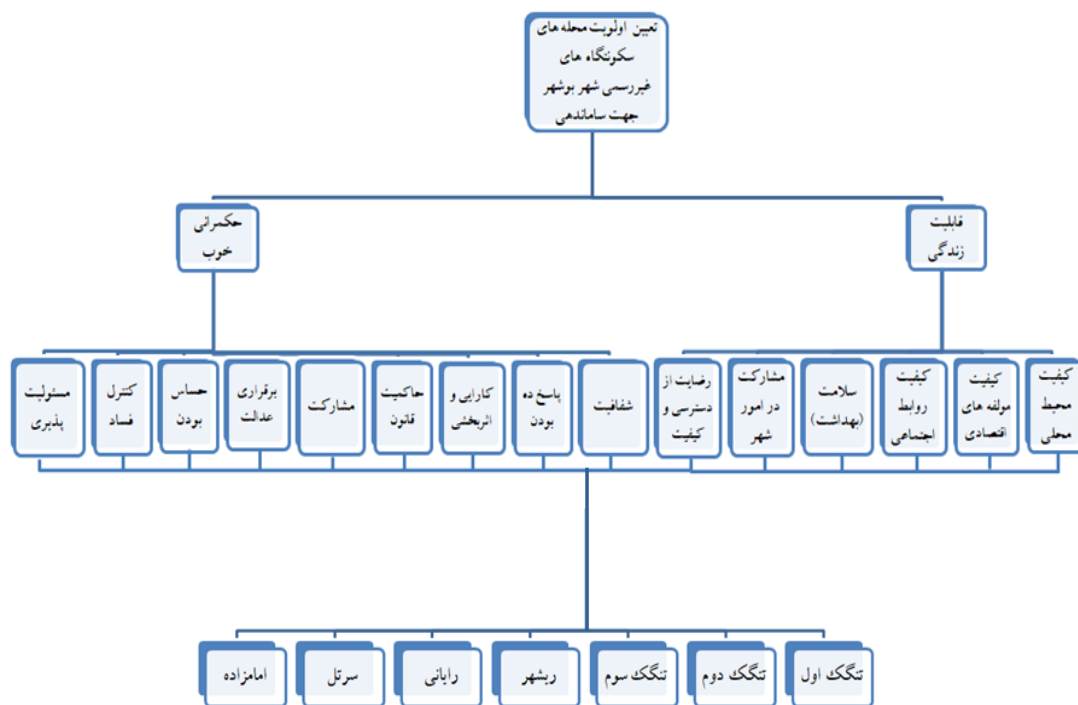 تعیین اولویت محله های
سکونتگاه های
غیررسمی شهر بوشهر
جهت ساماندهی
قابلیت
زندگی
حکمرانی
خوب
کیفیت
محیط
محلی
کیفیت
مولفه های
اقتصادی
کیفیت
روابط
اجتماعی
سلامت
(بهداشت)
مشارکت
در امور
شهر
رضایت از
دسترسی و
کیفیت
شفافیت
پاسخ ده
بودن
کارایی و
اثربخشی
حاکمیت
قانون
مشارکت
برقراری
عدالت
حساس
بودن
کنترل
فساد
مسئولیت
پذیری
تنگک اول
تنگک دوم
تنگک سوم
ریشهر
رایانی
سرتل
امامزاده